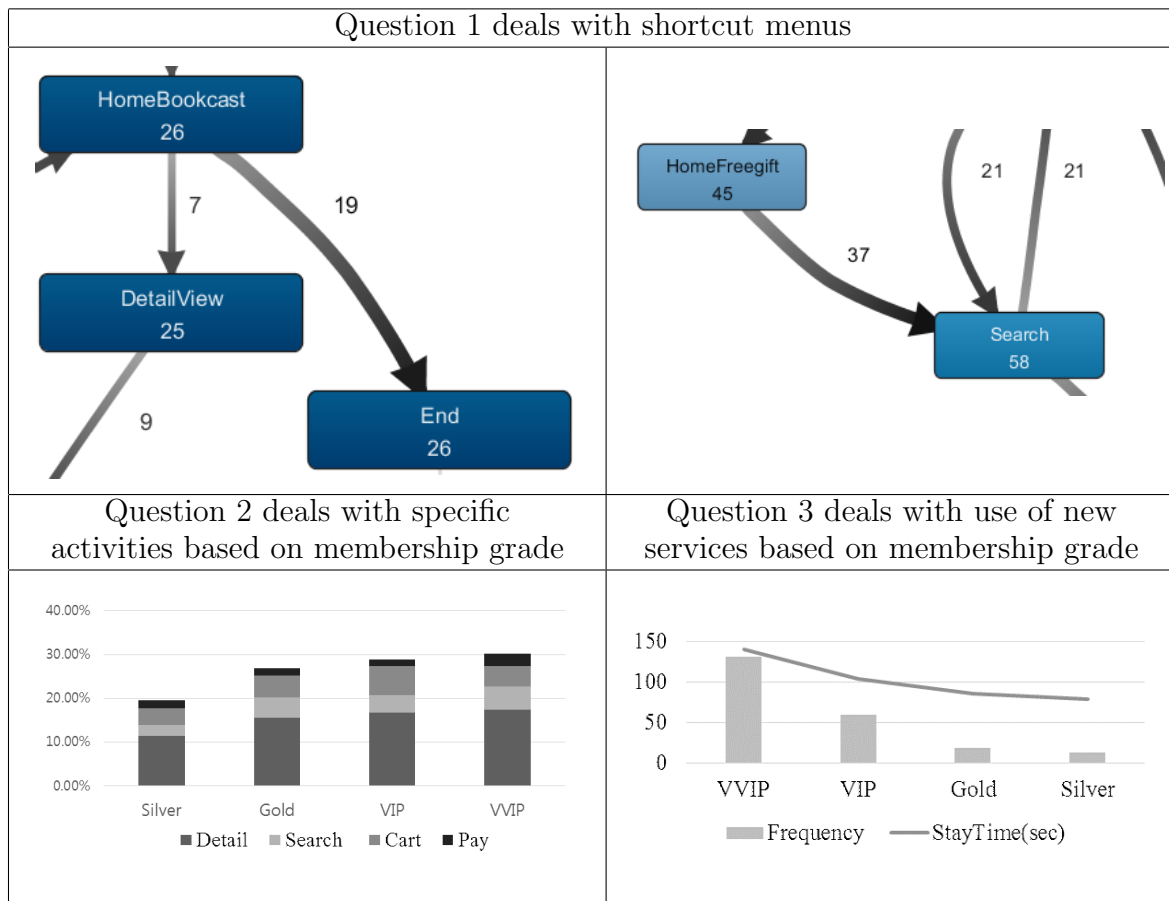 Question 1 deals with shortcut menus
HomeBookcast
26
7
19
DetailView
25
9
End
26
HomeFreegift
45
21
21
37
Search
58
Question 2 deals with specific
activities based on membership grade
Question 3 deals with use of new
services based on membership grade
40.00%
30.00%
20.00%
10.00%
0.00%
Silver Gold VIP VVIP
Detail Search Cart Pay
150
100
50
0
VVIP VIP Gold Silver
Frequency StayTime(sec)